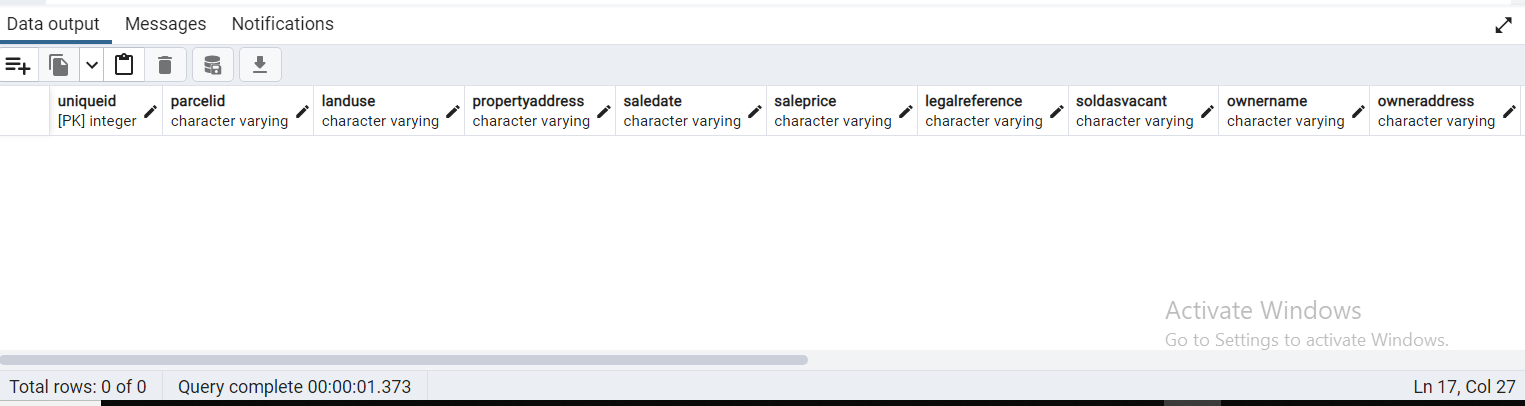 Data output Messages Notifications
uniqueid parcelid landuse propertyaddress saledate saleprice legalreference soldasvacant ownername owneraddress
[PK] integer character varying character varying character varying character varying character varying character varying character varying character varying character varying
Activate Windows
Go to Settings to activate Windows.
Total rows: 0 of 0 Query complete 00:00:01.373 Ln 17, Col 27